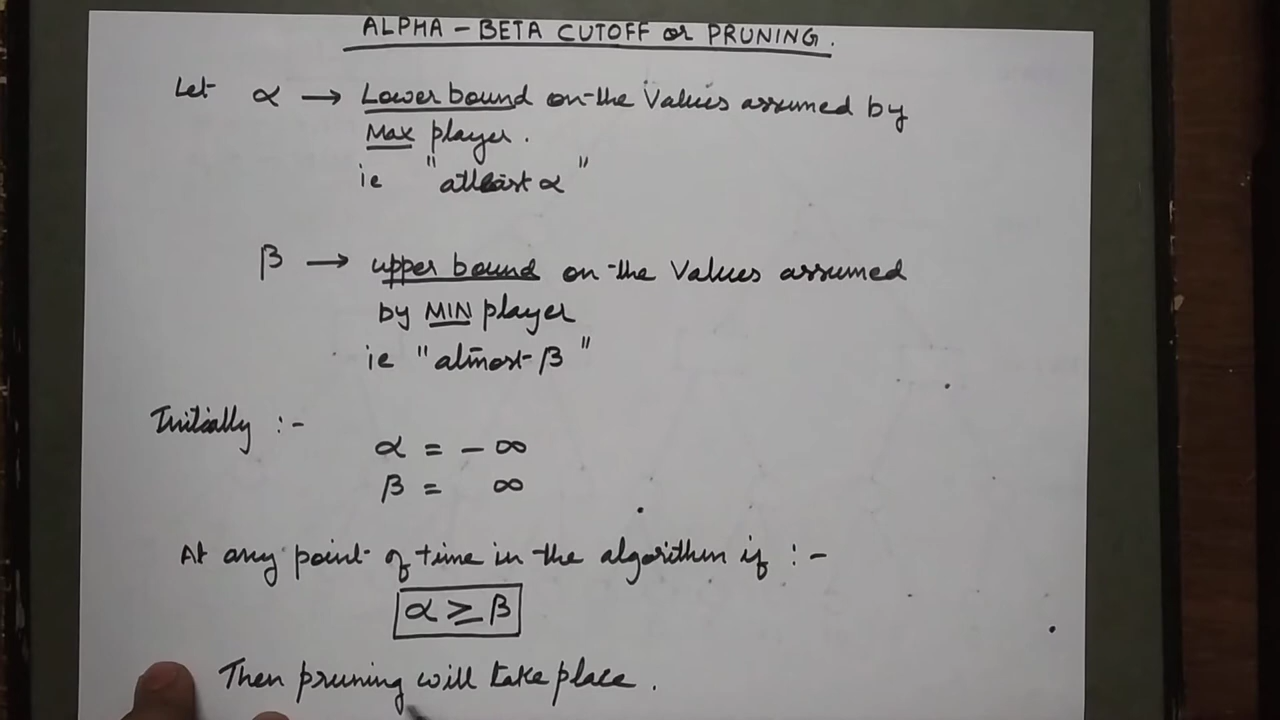 ALPHA - BETA CUTOFF or PRUNING.
Let α → Lower bound on the Values assumed by
Max player.
ie "atleast α"
β → upper bound on the Values assumed
by MIN player
ie "almost β"
Initially :-
α = - ∞
β = ∞
At any point of time in the algorithm if :-
α ≥ β
Then pruning will take place.